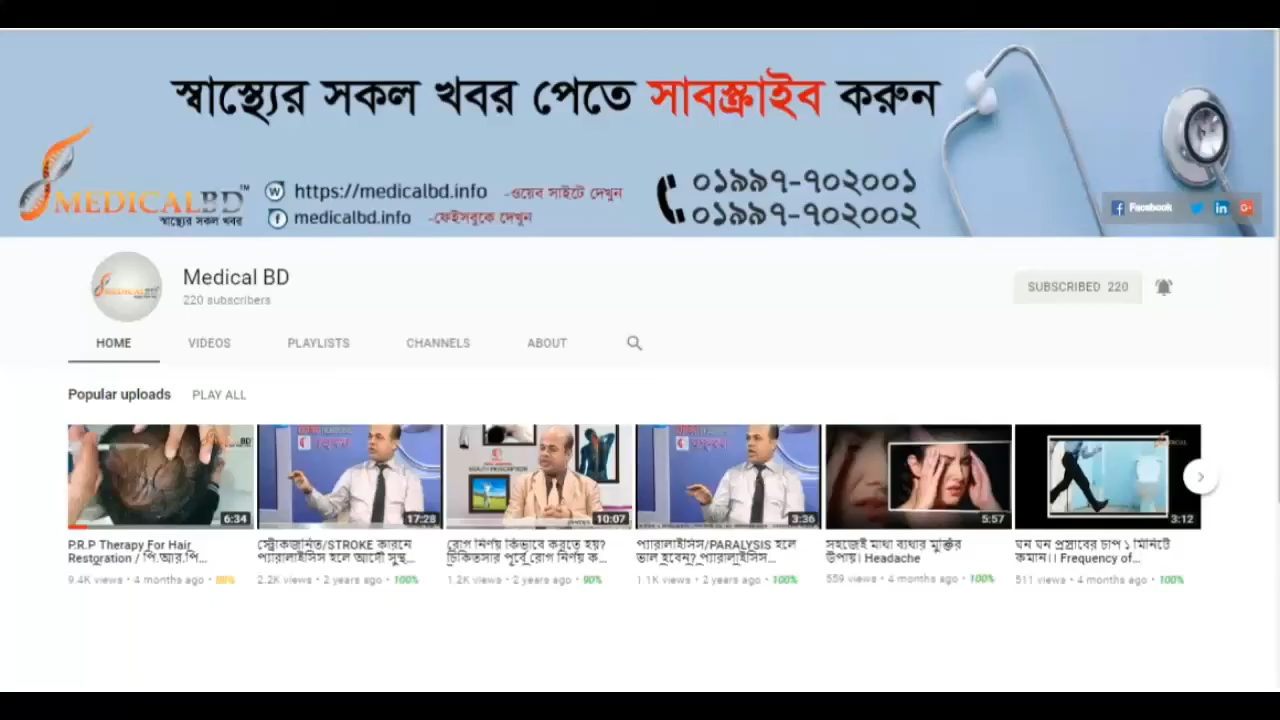 স্বাস্থ্যের সকল খবর পেতে সাবস্ক্রাইব করুন
MEDICALBD™
স্বাস্থ্যের সকল খবর
https://medicalbd.info -ওয়েব সাইটে দেখুন
medicalbd.info -ফেইসবুকে দেখুন
০১৯৯৭-৭০২০০১
০১৯৯৭-৭০২০০২
Facebook
Medical BD
220 subscribers
SUBSCRIBED 220
HOME VIDEOS PLAYLISTS CHANNELS ABOUT
Popular uploads PLAY ALL
6:34
17:28
10:07
3:36
5:57
3:12
P.R.P Therapy For Hair
Restoration / পি.আর.পি...
9.4K views • 4 months ago
স্ট্রোকজনিত/STROKE কারনে
প্যারালাইসিস হলে আদৌ সুস্থ...
2.2K views • 2 years ago • 100%
রোগ নির্ণয় কিভাবে করতে হয়?
চিকিতসার পূর্বে রোগ নির্ণয় ক...
1.2K views • 2 years ago • 90%
প্যারালাইসিস/PARALYSIS হলে
ভাল হবেন? প্যারালাইসিস...
1.1K views • 2 years ago • 100%
সহজেই মাথা ব্যথার মুক্তির
উপায়। Headache
559 views • 4 months ago • 100%
ঘন ঘন প্রস্রাবের চাপ ১ মিনিটে
কমান।। Frequency of...
511 views • 4 months ago • 100%